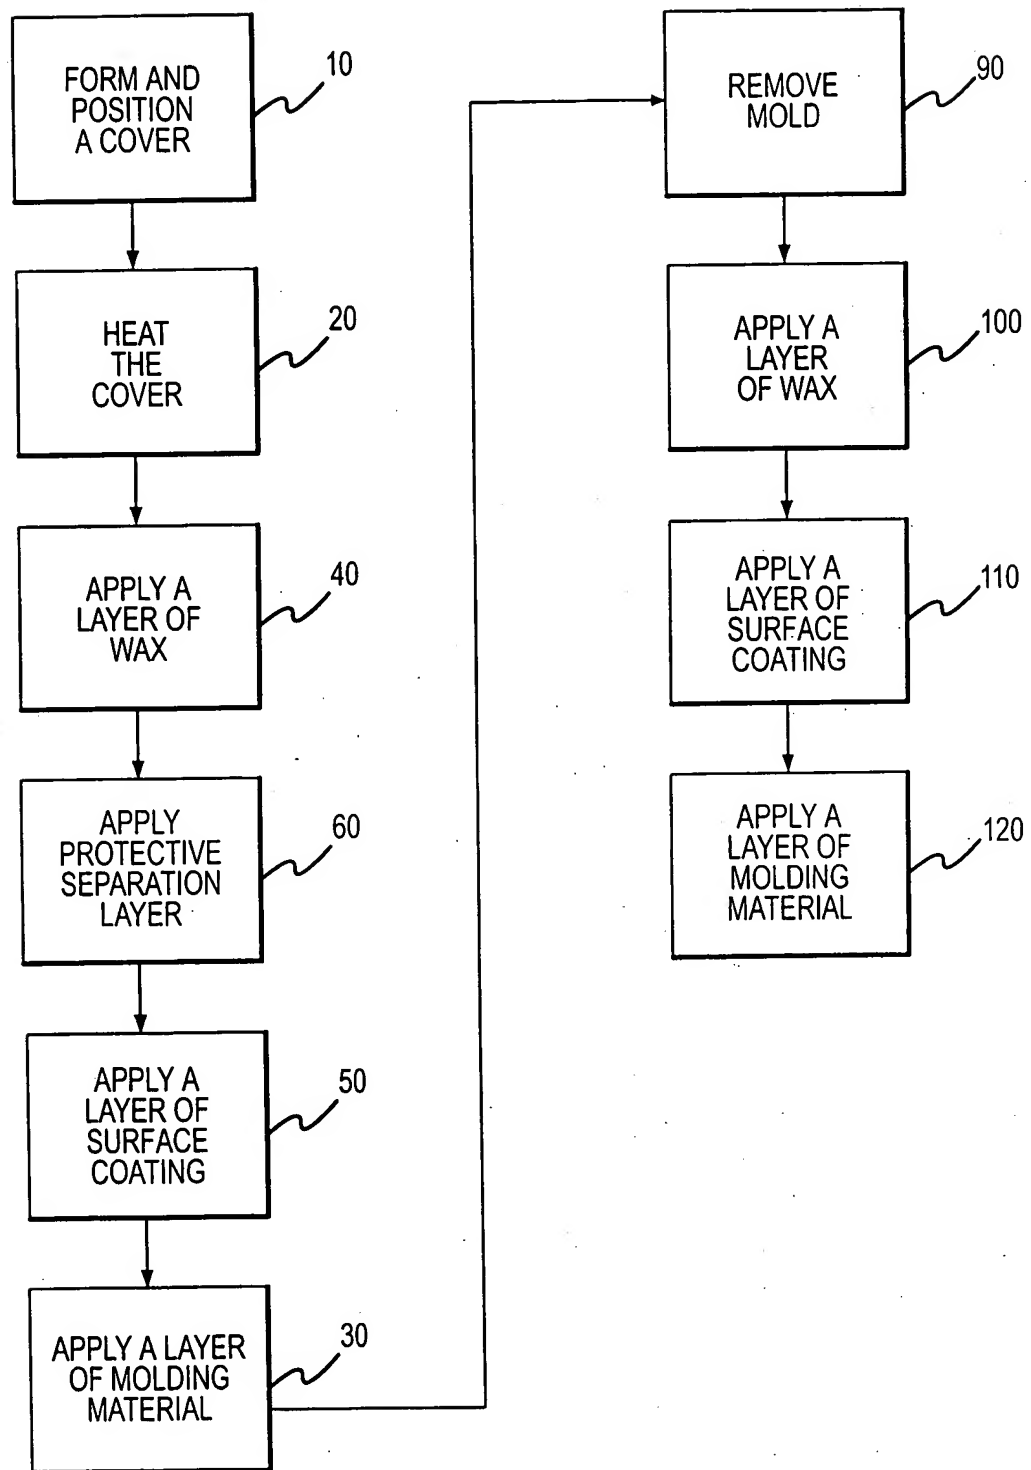 FORM AND
POSITION
A COVER
10
HEAT
THE
COVER
20
APPLY A
LAYER OF
WAX
40
APPLY
PROTECTIVE
SEPARATION
LAYER
60
APPLY A
LAYER OF
SURFACE
COATING
50
APPLY A LAYER
OF MOLDING
MATERIAL
30
REMOVE
MOLD
90
APPLY A
LAYER
OF WAX
100
APPLY A
LAYER OF
SURFACE
COATING
110
APPLY A
LAYER OF
MOLDING
MATERIAL
120